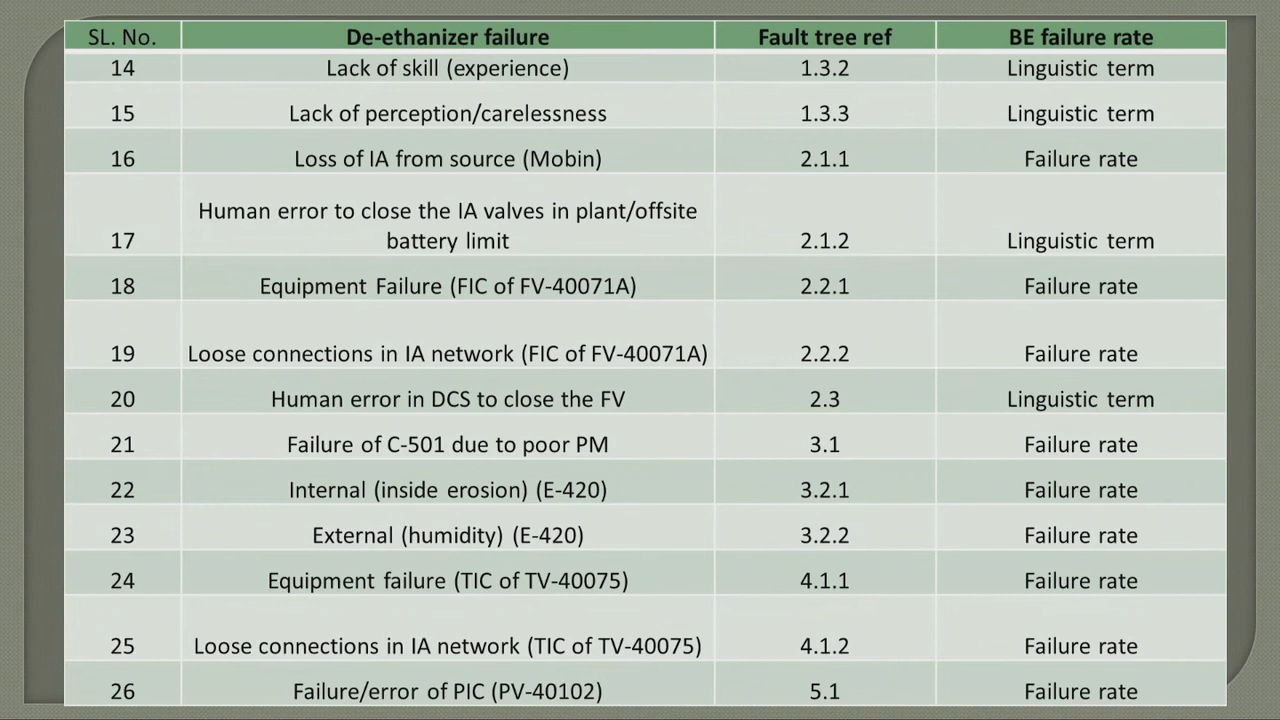 SL. No. De-ethanizer failure Fault tree ref BE failure rate
14 Lack of skill (experience) 1.3.2 Linguistic term
15 Lack of perception/carelessness 1.3.3 Linguistic term
16 Loss of IA from source (Mobin) 2.1.1 Failure rate
Human error to close the IA valves in plant/offsite
17 battery limit 2.1.2 Linguistic term
18 Equipment Failure (FIC of FV-40071A) 2.2.1 Failure rate
19 Loose connections in IA network (FIC of FV-40071A) 2.2.2 Failure rate
20 Human error in DCS to close the FV 2.3 Linguistic term
21 Failure of C-501 due to poor PM 3.1 Failure rate
22 Internal (inside erosion) (E-420) 3.2.1 Failure rate
23 External (humidity) (E-420) 3.2.2 Failure rate
24 Equipment failure (TIC of TV-40075) 4.1.1 Failure rate
25 Loose connections in IA network (TIC of TV-40075) 4.1.2 Failure rate
26 Failure/error of PIC (PV-40102) 5.1 Failure rate